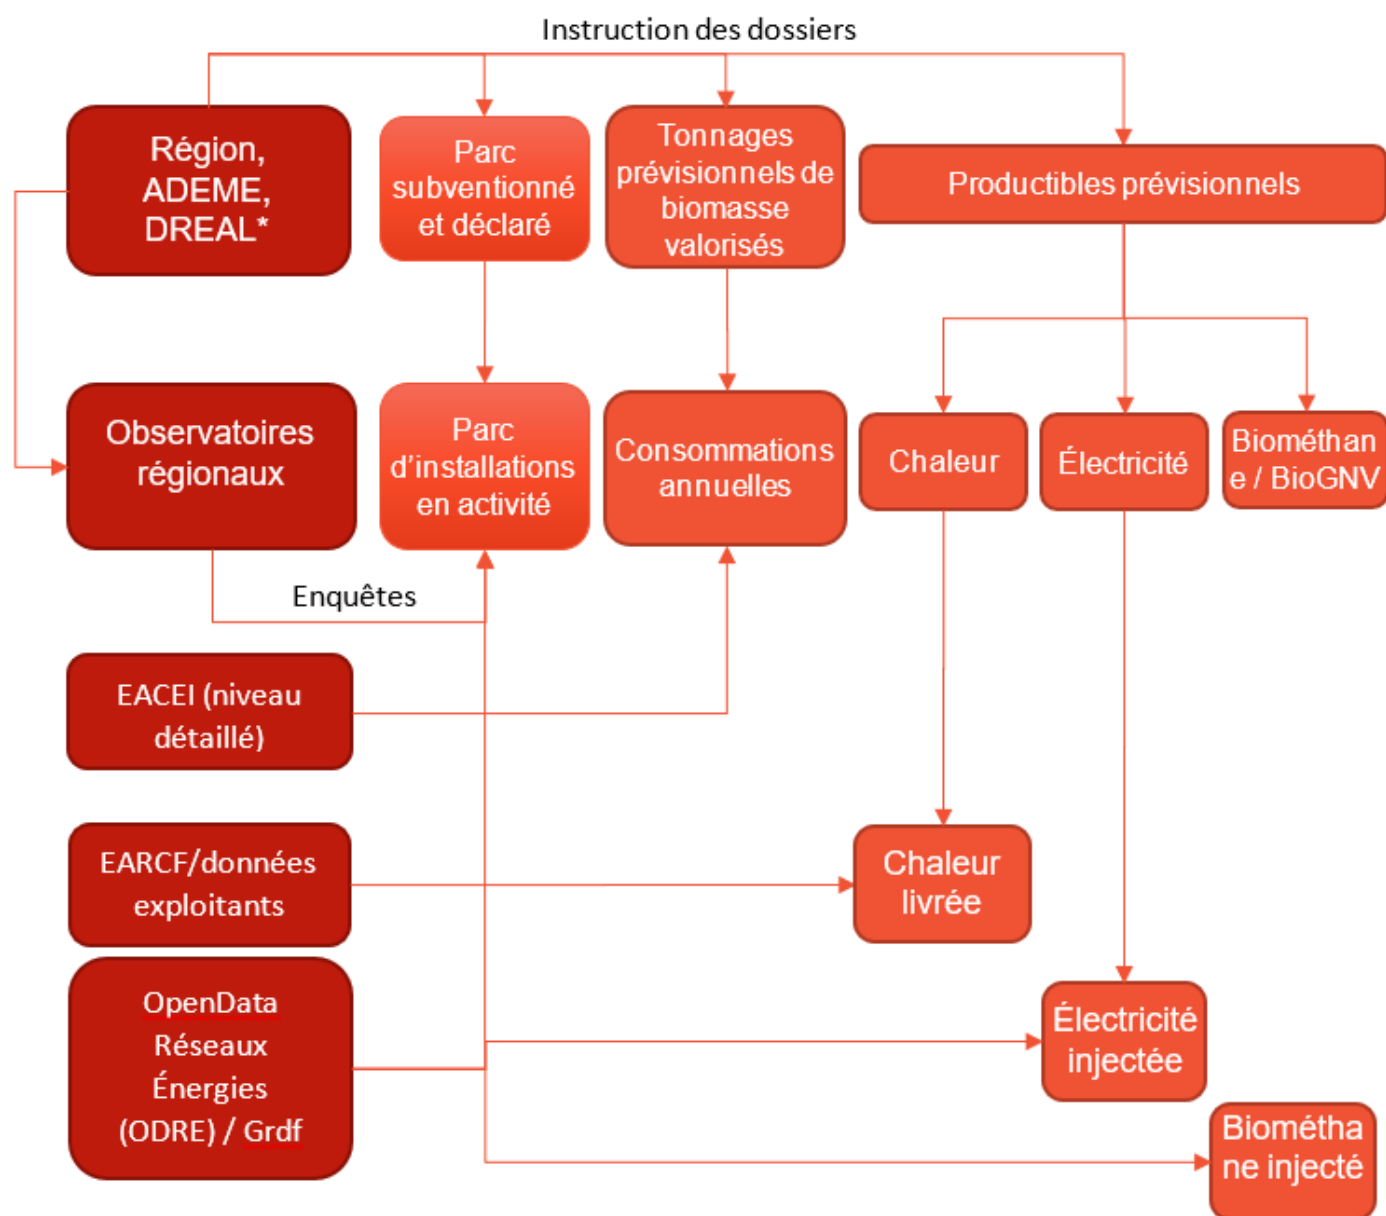 Instruction des dossiers
Région,
ADEME,
DREAL*
Parc
subventionné
et déclaré
Tonnages
prévisionnels de
biomasse
valorisés
Productibles prévisionnels
Observatoires
régionaux
Parc
d’installations
en activité
Consommations
annuelles
Chaleur
Électricité
Biométhan
e / BioGNV
Enquêtes
EACEI (niveau
détaillé)
EARCF/données
exploitants
Chaleur
livrée
OpenData
Réseaux
Énergies
(ODRE) / Grdf
Électricité
injectée
Biométha
ne injecté